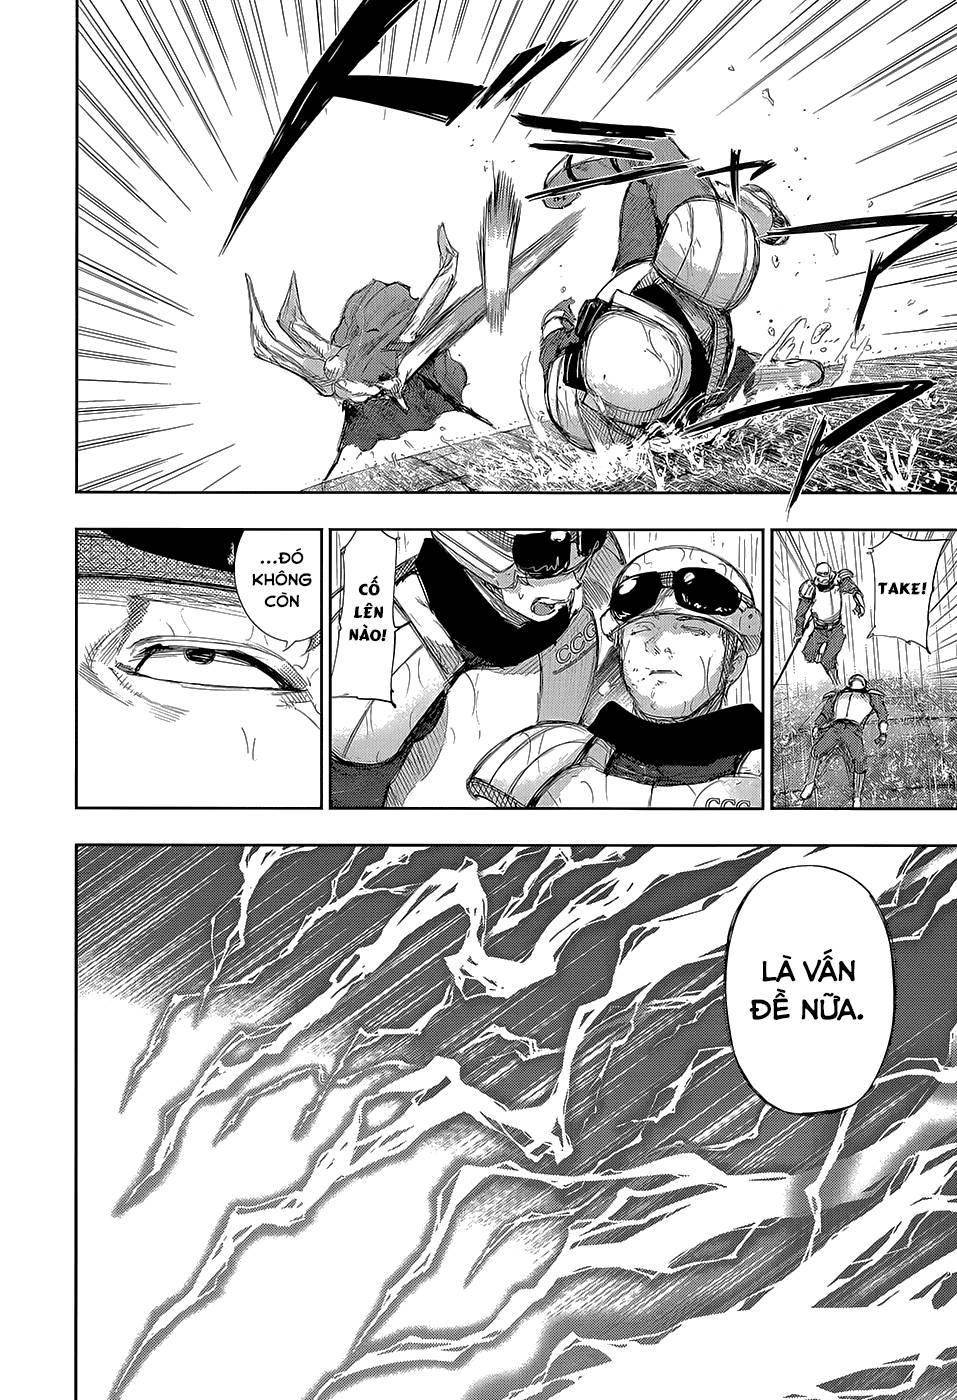 TAKE!
CỐ
LÊN
NÀO!
CCG
CCG
...ĐÓ
KHÔNG
CÒN
LÀ VẤN
ĐỀ NỮA.